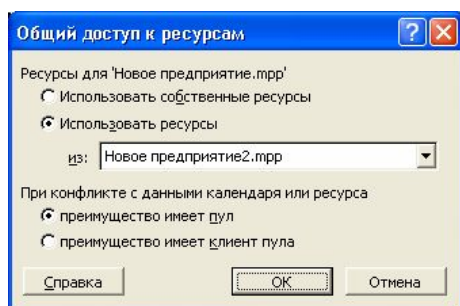 Общий доступ к ресурсам
Ресурсы для 'Новое предприятие.mpp'
Использовать собственные ресурсы
Использовать ресурсы
из: Новое предприятие2.mpp
При конфликте с данными календаря или ресурса
преимущество имеет пул
преимущество имеет клиент пула
Справка ОК Отмена